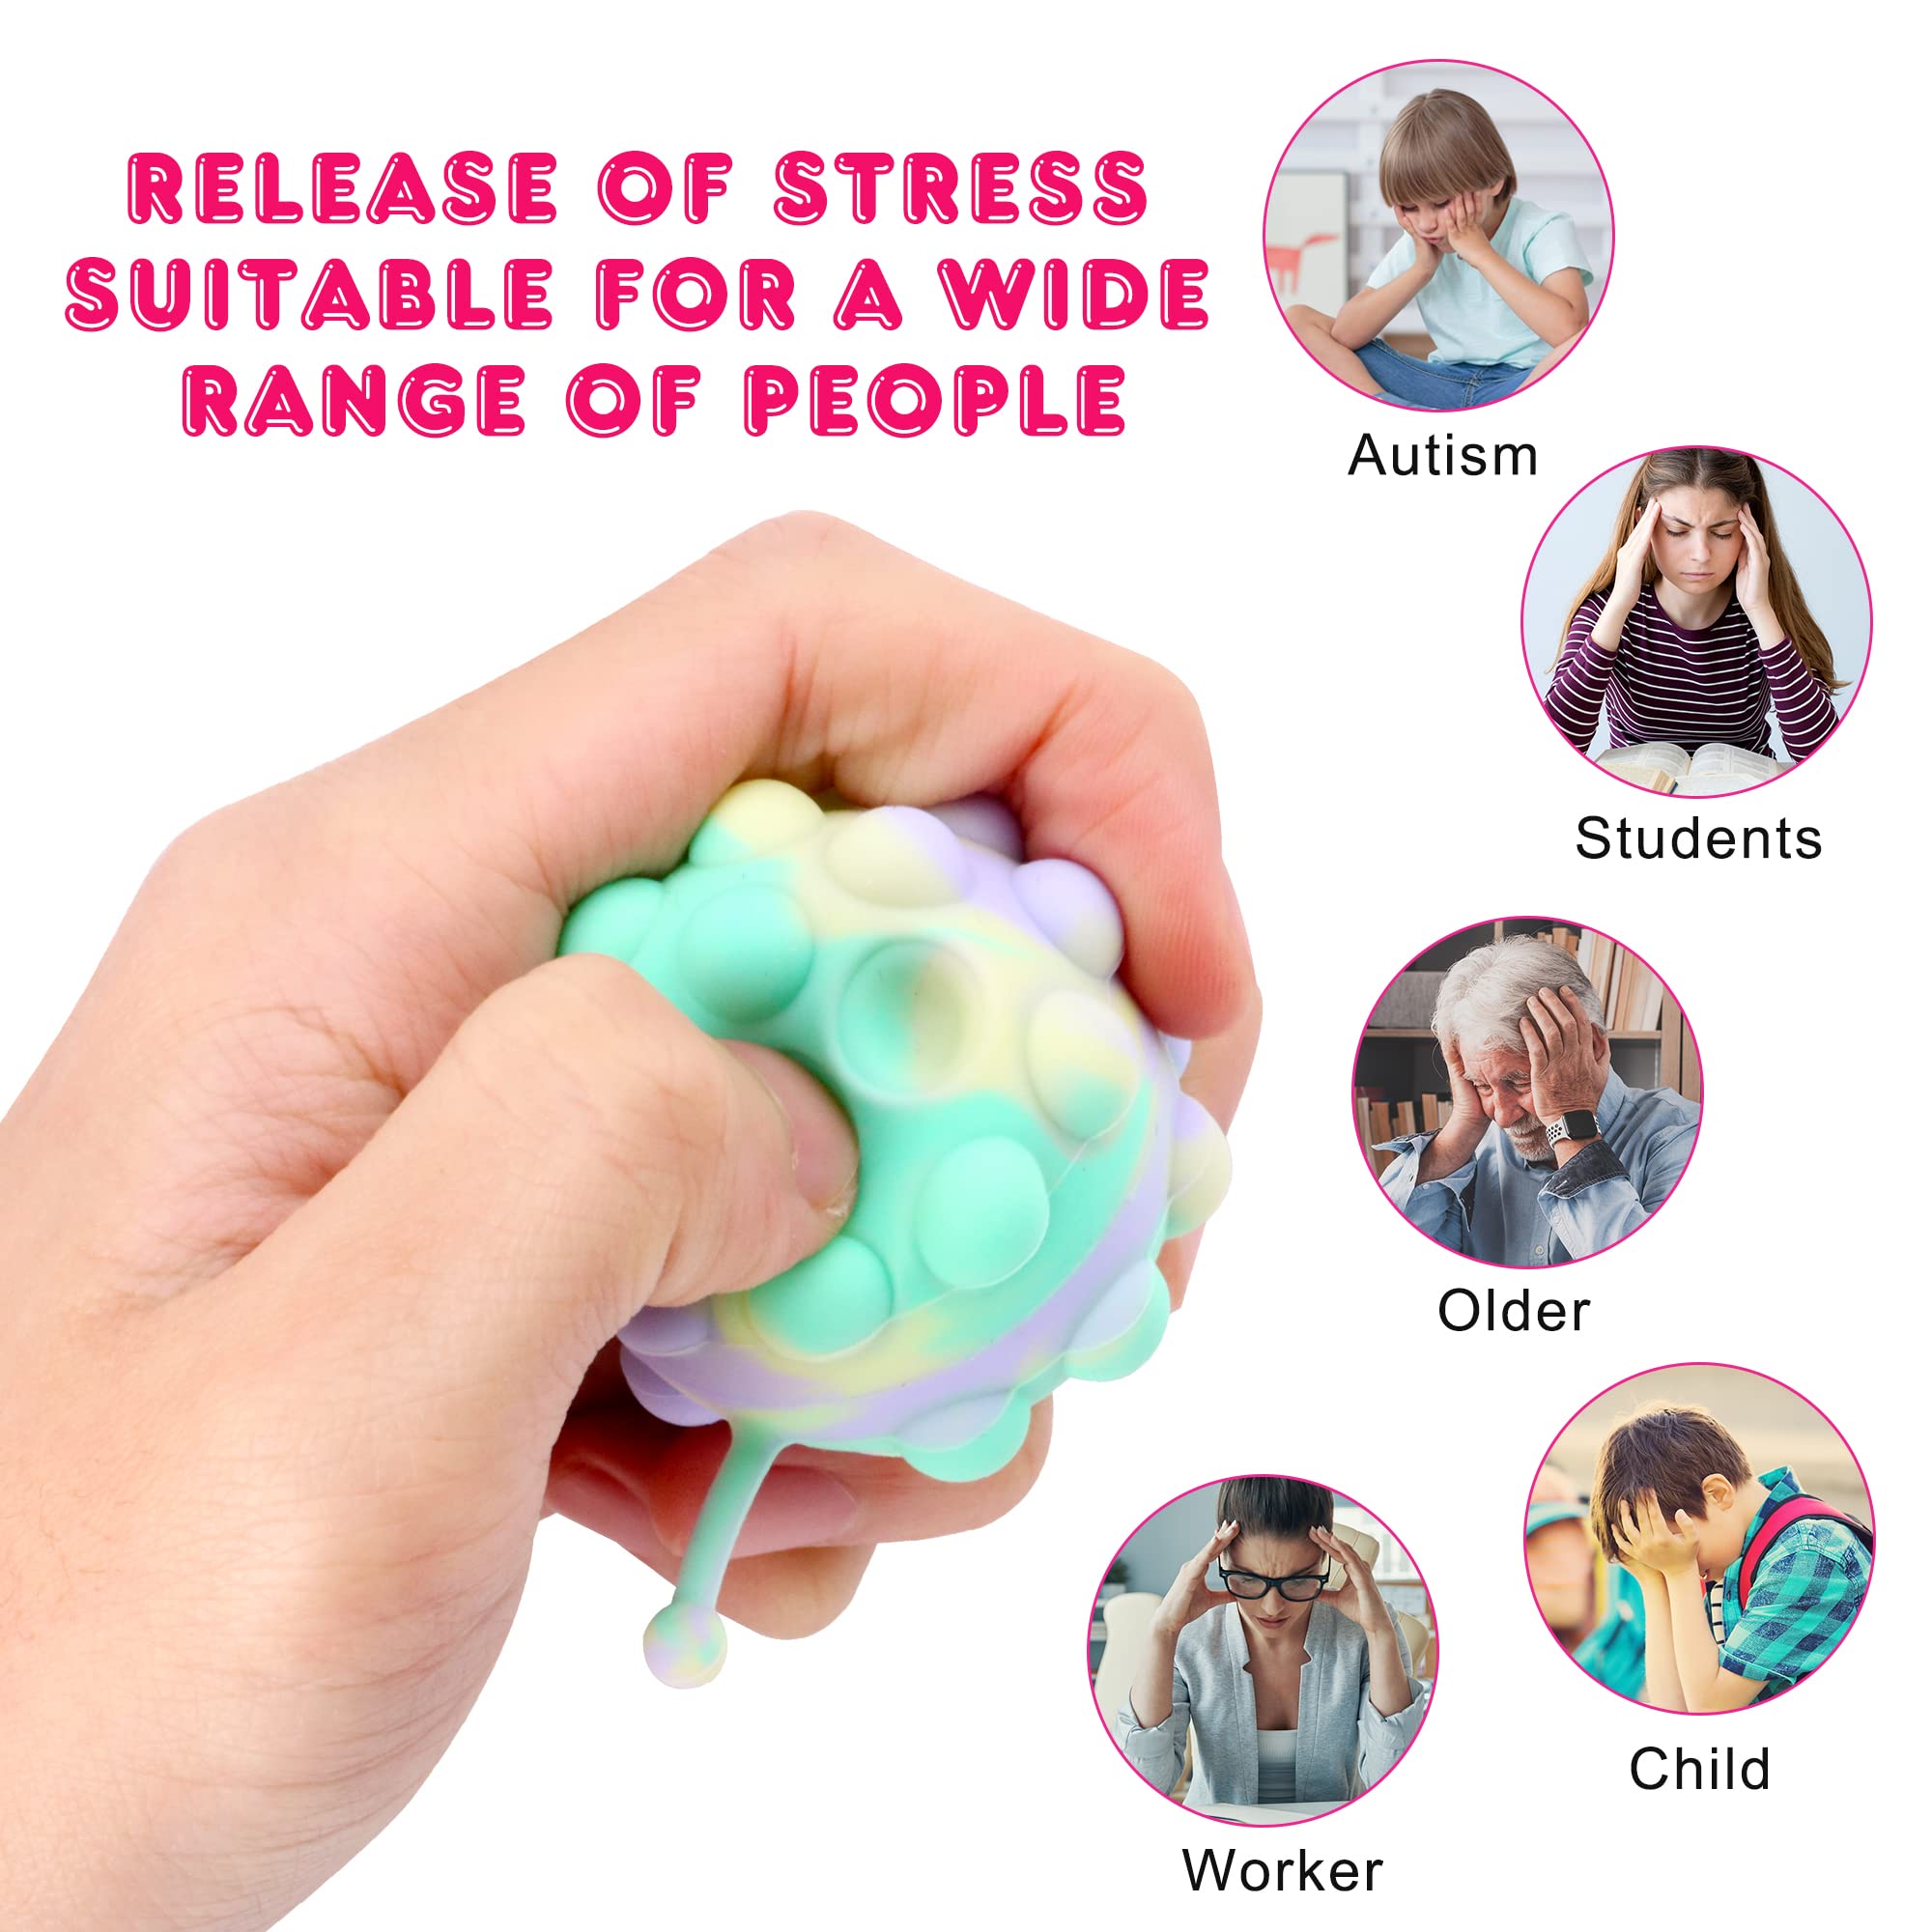 RELEASE OF STRESS
SUITABLE FOR A WIDE
RANGE OF PEOPLE
Autism
Students
Older
Child
Worker